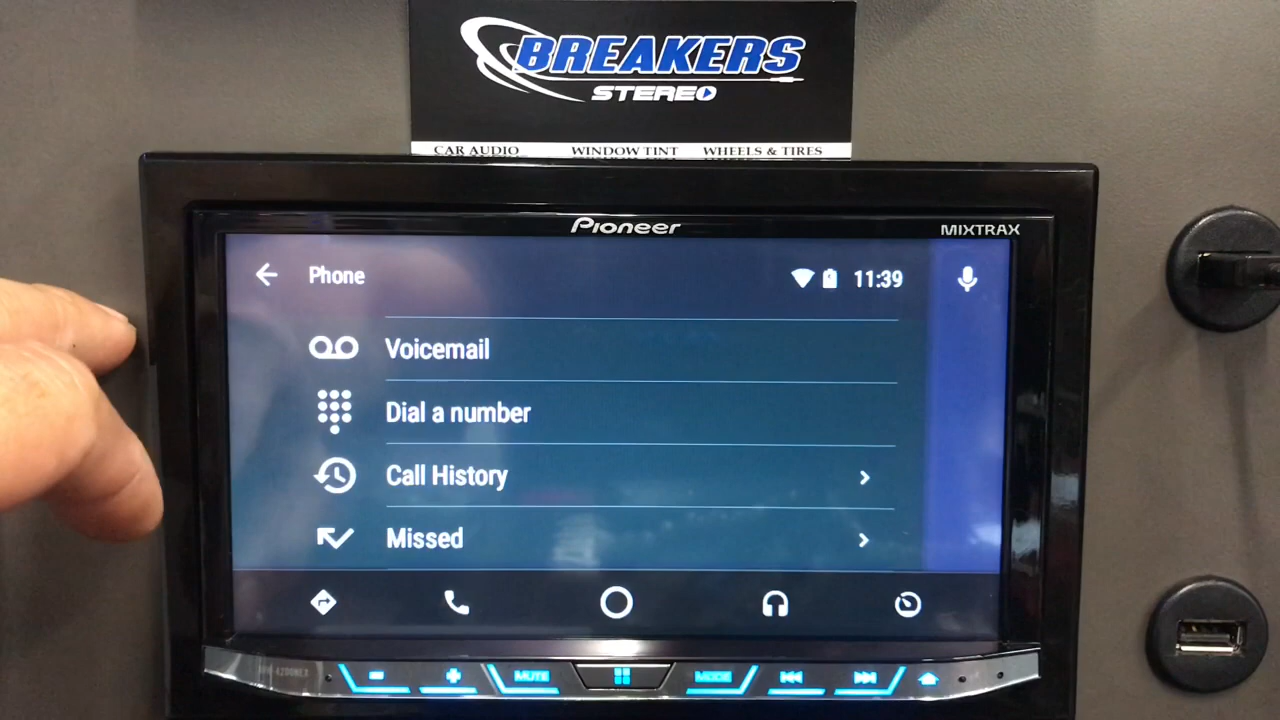 BREAKERS
STEREO
CAR AUDIO WINDOW TINT WHEELS & TIRES
Pioneer
MIXTRAX
Phone
11:39
Voicemail
Dial a number
Call History
Missed
MUTE
MODE